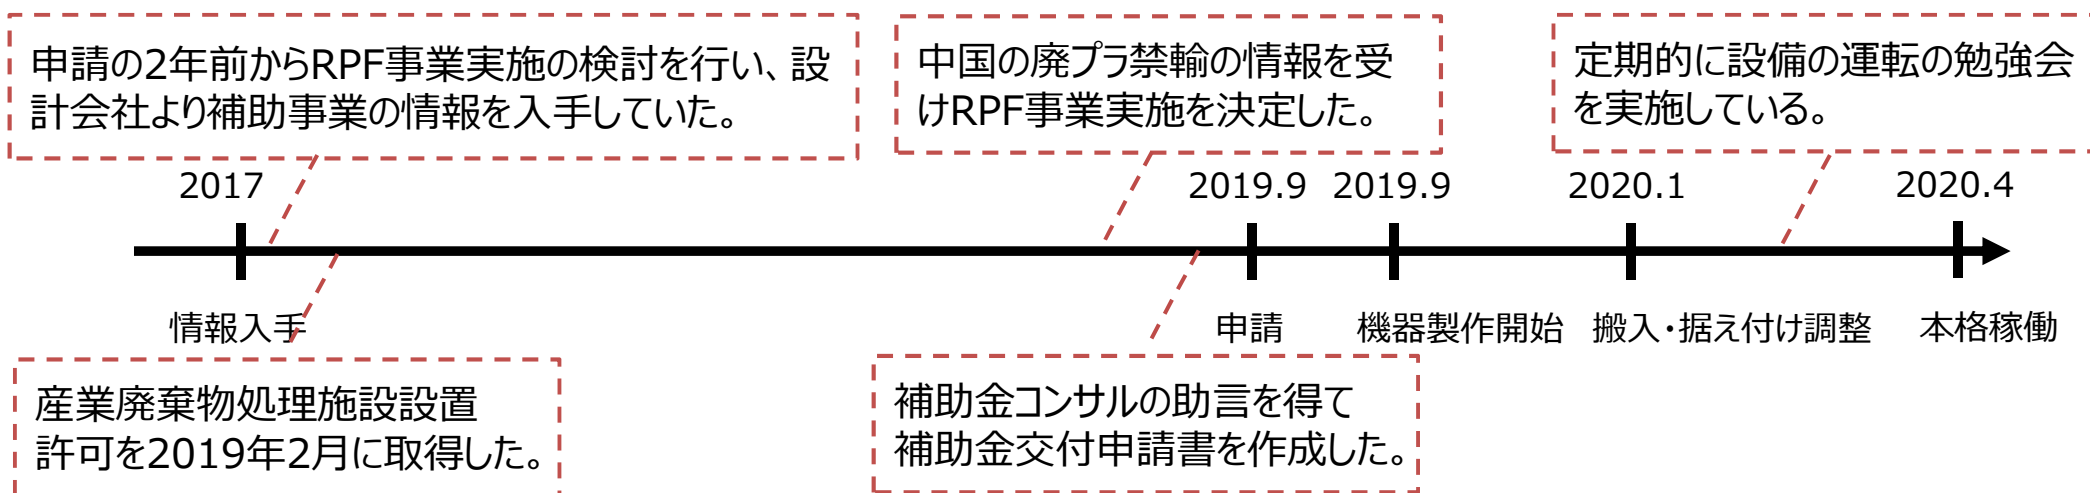 申請の2年前からRPF事業実施の検討を行い、設
計会社より補助事業の情報を入手していた。
中国の廃プラ禁輸の情報を受
けRPF事業実施を決定した。
定期的に設備の運転の勉強会
を実施している。
2017
2019.9
2019.9
2020.1
2020.4
情報入手
申請
機器製作開始
搬入・据え付け調整
本格稼働
産業廃棄物処理施設設置
許可を2019年2月に取得した。
補助金コンサルの助言を得て
補助金交付申請書を作成した。